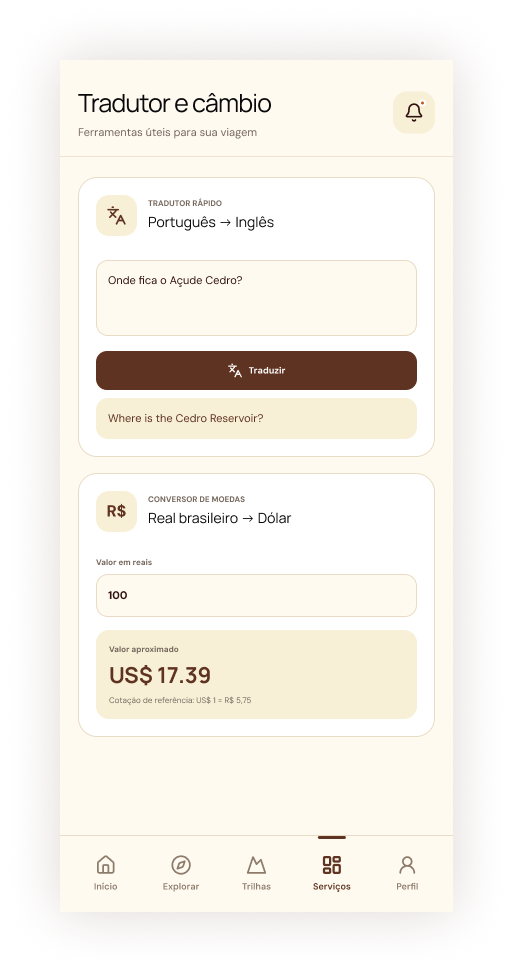 Tradutor e câmbio
Ferramentas úteis para sua viagem
TRADUTOR RÁPIDO
Português → Inglês
Onde fica o Açude Cedro?
Traduzir
Where is the Cedro Reservoir?
R$
CONVERSOR DE MOEDAS
Real brasileiro → Dólar
Valor em reais
100
Valor aproximado
US$ 17.39
Cotação de referência: US$ 1 = R$ 5,75
Início
Explorar
Trilhas
Serviços
Perfil